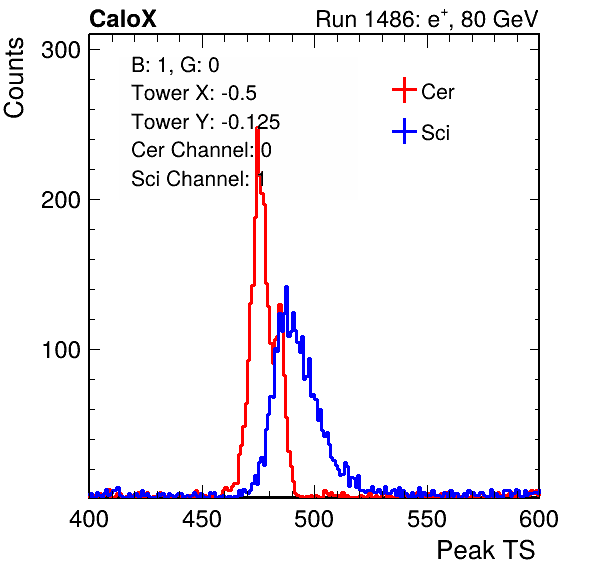 CaloX Run 1486: e+, 80 GeV
Counts
300
200
100
B: 1, G: 0
Tower X: -0.5
Tower Y: -0.125
Cer Channel: 0
Sci Channel: 1
Cer
Sci
400 450 500 550 600
Peak TS